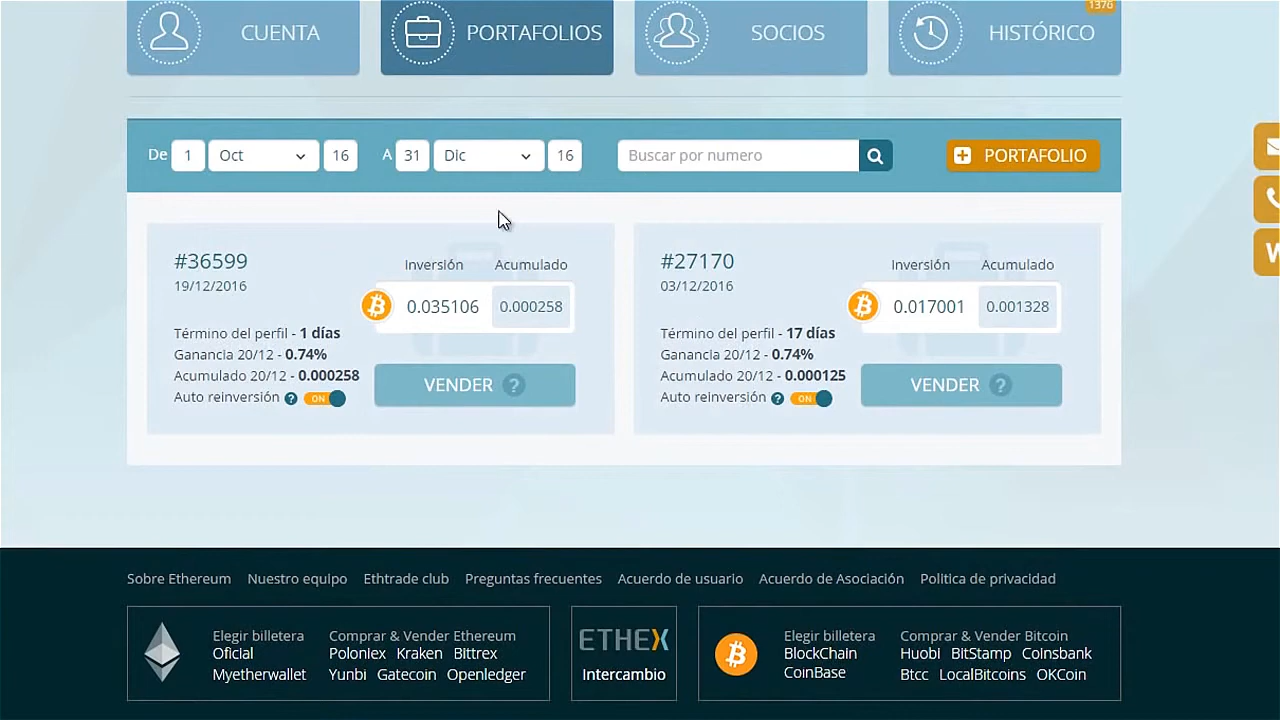 1376
CUENTA PORTAFOLIOS SOCIOS HISTÓRICO
De 1 Oct 16 A 31 Dic 16 Buscar por numero PORTAFOLIO
#36599
19/12/2016
Inversión Acumulado
0.035106 0.000258
Término del perfil - 1 días
Ganancia 20/12 - 0.74%
Acumulado 20/12 - 0.000258
Auto reinversión ? ON
VENDER ?
#27170
03/12/2016
Inversión Acumulado
0.017001 0.001328
Término del perfil - 17 días
Ganancia 20/12 - 0.74%
Acumulado 20/12 - 0.000125
Auto reinversión ? ON
VENDER ?
W
Sobre Ethereum Nuestro equipo Ethtrade club Preguntas frecuentes Acuerdo de usuario Acuerdo de Asociación Politica de privacidad
Elegir billetera
Oficial
Myetherwallet
Comprar & Vender Ethereum
Poloniex Kraken Bittrex
Yunbi Gatecoin Openledger
ETHEX
Intercambio
Elegir billetera
BlockChain
CoinBase
Comprar & Vender Bitcoin
Huobi BitStamp Coinsbank
Btcc LocalBitcoins OKCoin